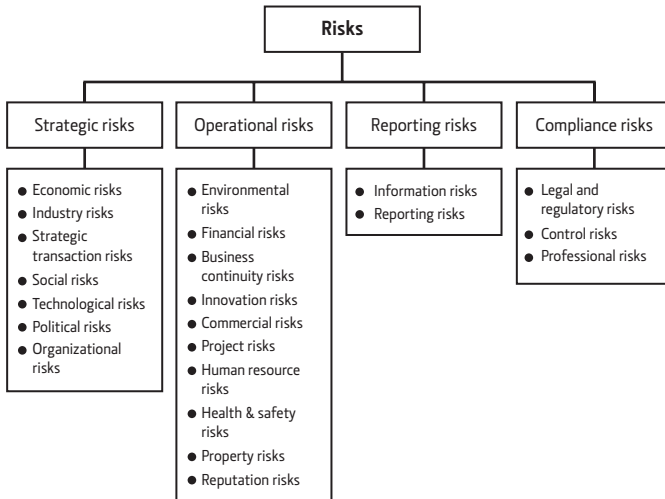 Risks
Strategic risks
Operational risks
Reporting risks
Compliance risks
● Economic risks
● Industry risks
● Strategic
transaction risks
● Social risks
● Technological risks
● Political risks
● Organizational
risks
● Environmental
risks
● Financial risks
● Business
continuity risks
● Innovation risks
● Commercial risks
● Project risks
● Human resource
risks
● Health & safety
risks
● Property risks
● Reputation risks
● Information risks
● Reporting risks
● Legal and
regulatory risks
● Control risks
● Professional risks